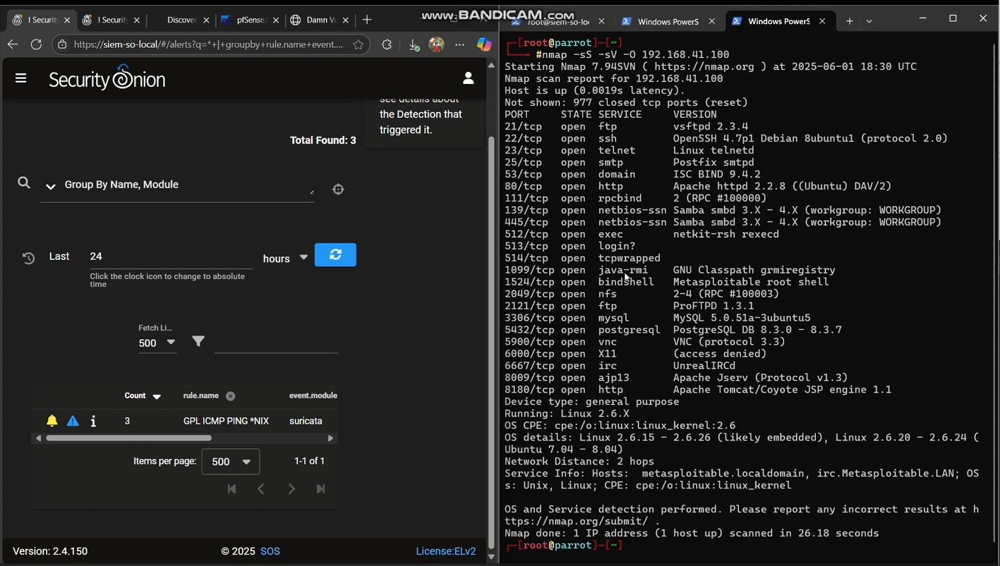 www.BANDICAM.com
! Security
! Security
Discover
pfSense.
Damn Vu
https://siem-so-local/#/alerts?q=*+|+groupby+rule.name+event....
Security Onion
see details about
the Detection that
triggered it.
Total Found: 3
Group By Name, Module
Last 24 hours
Click the clock icon to change to absolute
time
Fetch Li...
500
Count rule.name event.module
3 GPL ICMP PING *NIX suricata
Items per page: 500 1-1 of 1
Version: 2.4.150 © 2025 SOS License:ELv2
root@siem-so-lo
Windows PowerS
Windows PowerS
┌─[root@parrot]─[~]
└──╼ #nmap -sS -sV -O 192.168.41.100
Starting Nmap 7.94SVN ( https://nmap.org ) at 2025-06-01 18:30 UTC
Nmap scan report for 192.168.41.100
Host is up (0.0019s latency).
Not shown: 977 closed tcp ports (reset)
PORT STATE SERVICE VERSION
21/tcp open ftp vsftpd 2.3.4
22/tcp open ssh OpenSSH 4.7p1 Debian 8ubuntu1 (protocol 2.0)
23/tcp open telnet Linux telnetd
25/tcp open smtp Postfix smtpd
53/tcp open domain ISC BIND 9.4.2
80/tcp open http Apache httpd 2.2.8 ((Ubuntu) DAV/2)
111/tcp open rpcbind 2 (RPC #100000)
139/tcp open netbios-ssn Samba smbd 3.X - 4.X (workgroup: WORKGROUP)
445/tcp open netbios-ssn Samba smbd 3.X - 4.X (workgroup: WORKGROUP)
512/tcp open exec netkit-rsh rexecd
513/tcp open login?
514/tcp open tcpwrapped
1099/tcp open java-rmi GNU Classpath grmiregistry
1524/tcp open bindshell Metasploitable root shell
2049/tcp open nfs 2-4 (RPC #100003)
2121/tcp open ftp ProFTPD 1.3.1
3306/tcp open mysql MySQL 5.0.51a-3ubuntu5
5432/tcp open postgresql PostgreSQL DB 8.3.0 - 8.3.7
5900/tcp open vnc VNC (protocol 3.3)
6000/tcp open X11 (access denied)
6667/tcp open irc UnrealIRCd
8009/tcp open ajp13 Apache Jserv (Protocol v1.3)
8180/tcp open http Apache Tomcat/Coyote JSP engine 1.1
Device type: general purpose
Running: Linux 2.6.X
OS CPE: cpe:/o:linux:linux_kernel:2.6
OS details: Linux 2.6.15 - 2.6.26 (likely embedded), Linux 2.6.20 - 2.6.24 (
Ubuntu 7.04 - 8.04)
Network Distance: 2 hops
Service Info: Hosts:  metasploitable.localdomain, irc.Metasploitable.LAN; OS
s: Unix, Linux; CPE: cpe:/o:linux:linux_kernel
OS and Service detection performed. Please report any incorrect results at h
ttps://nmap.org/submit/ .
Nmap done: 1 IP address (1 host up) scanned in 26.18 seconds
┌─[root@parrot]─[~]